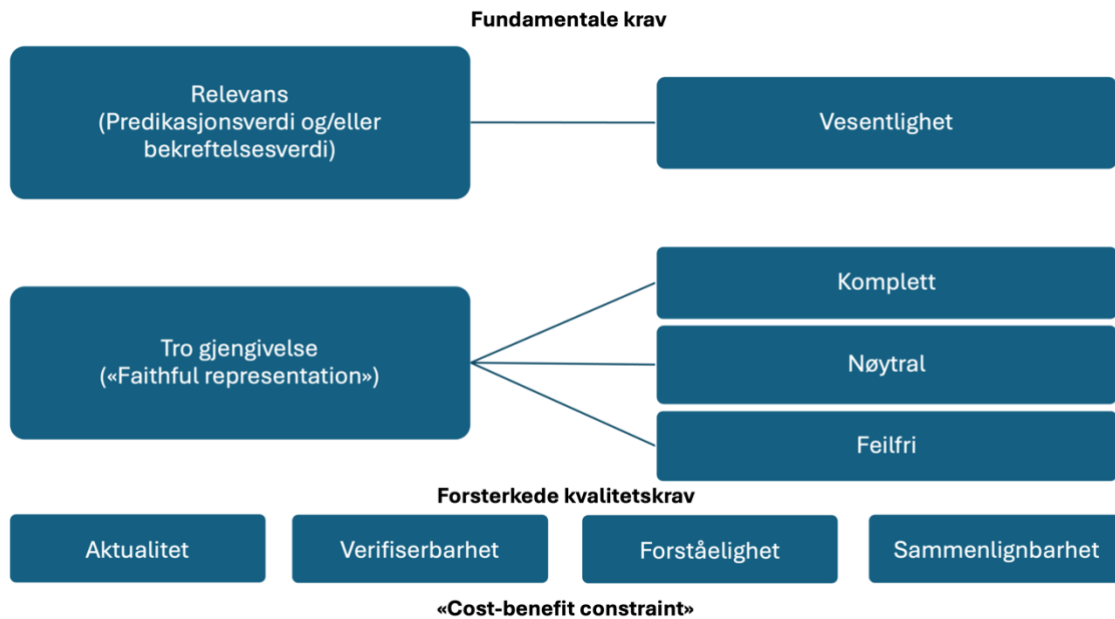 Fundamentale krav
Relevans
(Predikasjonsverdi og/eller
bekreftelsesverdi)
Vesentlighet
Tro gjengivelse
(«Faithful representation»)
Komplett
Nøytral
Feilfri
Forsterkede kvalitetskrav
Aktualitet
Verifiserbarhet
Forståelighet
Sammenlignbarhet
«Cost-benefit constraint»